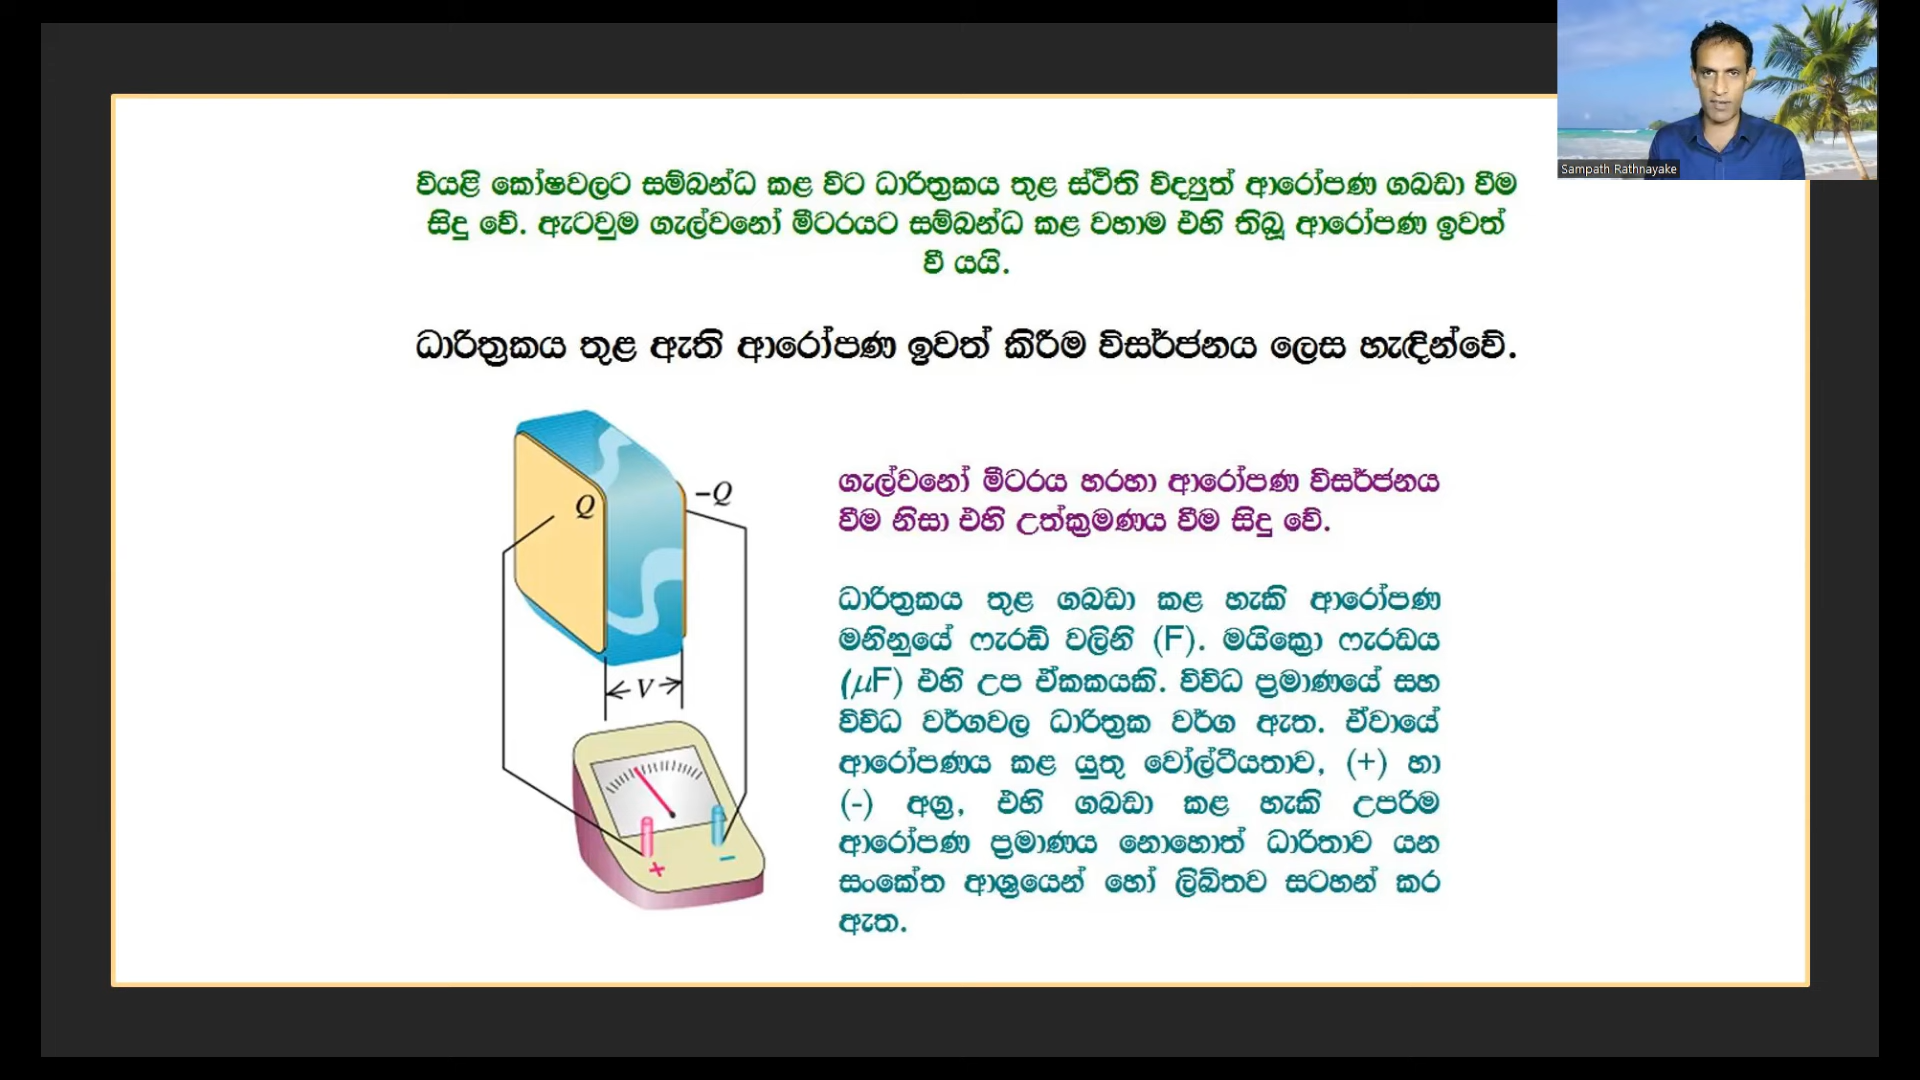 Sampath Rathnayake
වියළි කෝෂවලට සම්බන්ධ කළ විට ධාරිත්‍රකය තුළ ස්ථිති විද්‍යුත් ආරෝපණ ගබඩා වීම
සිදු වේ. ඇටවුම ගැල්වනෝ මීටරයට සම්බන්ධ කළ වහාම එහි තිබූ ආරෝපණ ඉවත්
වී යයි.
ධාරිත්‍රකය තුළ ඇති ආරෝපණ ඉවත් කිරීම විසර්ජනය ලෙස හැඳින්වේ.
Q
–Q
V
+
–
ගැල්වනෝ මීටරය හරහා ආරෝපණ විසර්ජනය
වීම නිසා එහි උත්ක්‍රමණය වීම සිදු වේ.
ධාරිත්‍රකය තුළ ගබඩා කළ හැකි ආරෝපණ
මනිනුයේ ෆැරඩ් වලිනි (F). මයික්‍රො ෆැරඩය
(µF) එහි උප ඒකකයකි. විවිධ ප්‍රමාණයේ සහ
විවිධ වර්ගවල ධාරිත්‍රක වර්ග ඇත. ඒවායේ
ආරෝපණය කළ යුතු වෝල්ටීයතාව, (+) හා
(-) අග්‍ර, එහි ගබඩා කළ හැකි උපරිම
ආරෝපණ ප්‍රමාණය නොහොත් ධාරිතාව යන
සංකේත ආශ්‍රයෙන් හෝ ලිඛිතව සටහන් කර
ඇත.